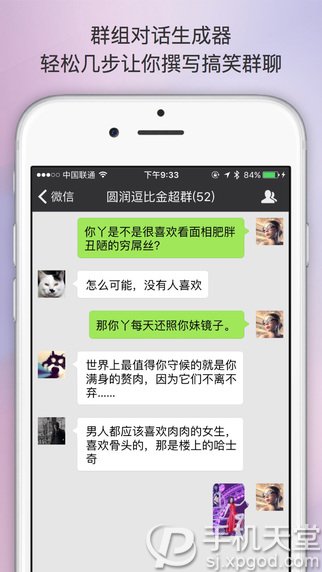 群组对话生成器
轻松几步让你撰写搞笑群聊
中国联通
下午9:33
84%
微信
圆润逗比金超群(52)
你丫是不是很喜欢看面相肥胖
丑陋的穷屌丝?
怎么可能，没有人喜欢
那你丫每天还照你妹镜子。
世界上最值得你守候的就是你
满身的赘肉，因为它们不离不
弃......
男人都应该喜欢肉肉的女生，
喜欢骨头的，那是楼上的哈士
奇
手机天堂
sj.xpgod.com